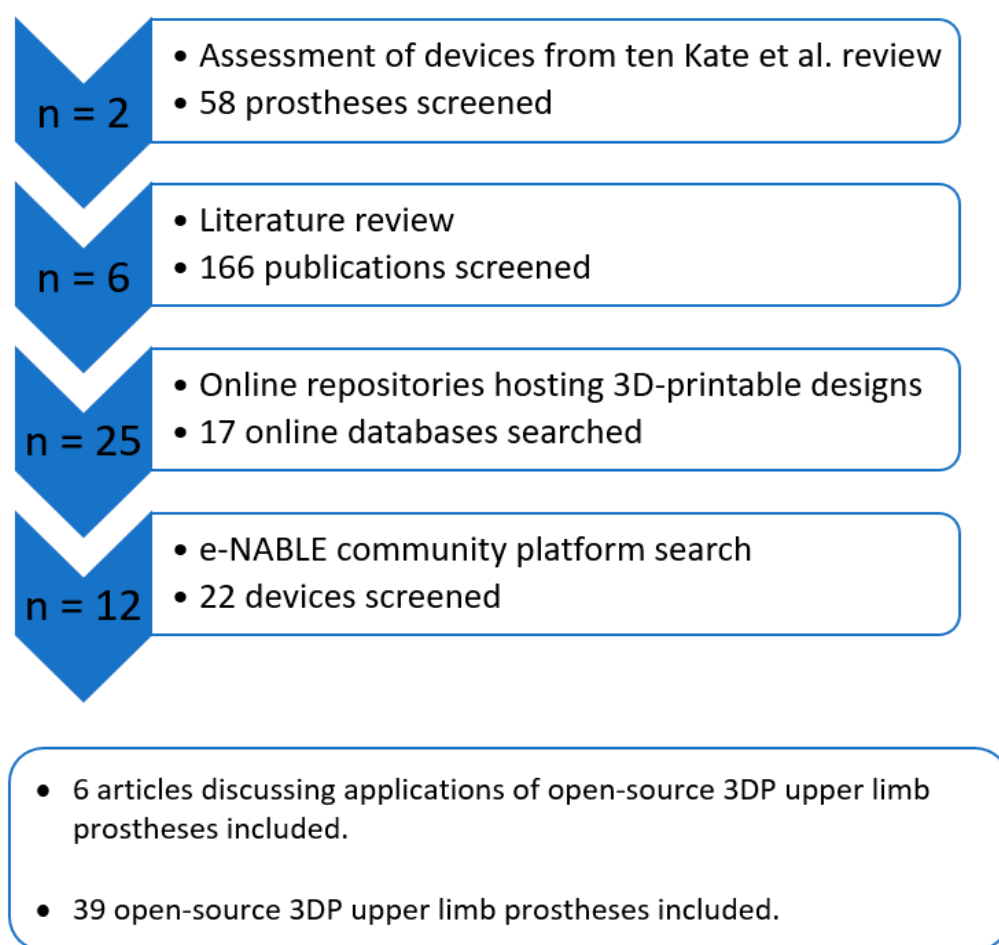 n = 2
• Assessment of devices from ten Kate et al. review
• 58 prostheses screened
n = 6
• Literature review
• 166 publications screened
n = 25
• Online repositories hosting 3D-printable designs
• 17 online databases searched
n = 12
• e-NABLE community platform search
• 22 devices screened
• 6 articles discussing applications of open-source 3DP upper limb
prostheses included.
• 39 open-source 3DP upper limb prostheses included.